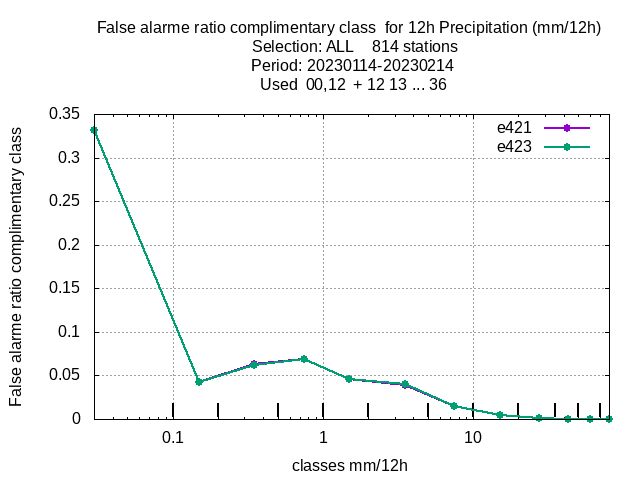 False alarme ratio complimentary class  for 12h Precipitation (mm/12h)
Selection: ALL    814 stations
Period: 20230114-20230214
Used  00,12  + 12 13 ... 36
e421
e423
False alarme ratio complimentary class
0.35
0.3
0.25
0.2
0.15
0.1
0.05
0
0.1 1 10
classes mm/12h